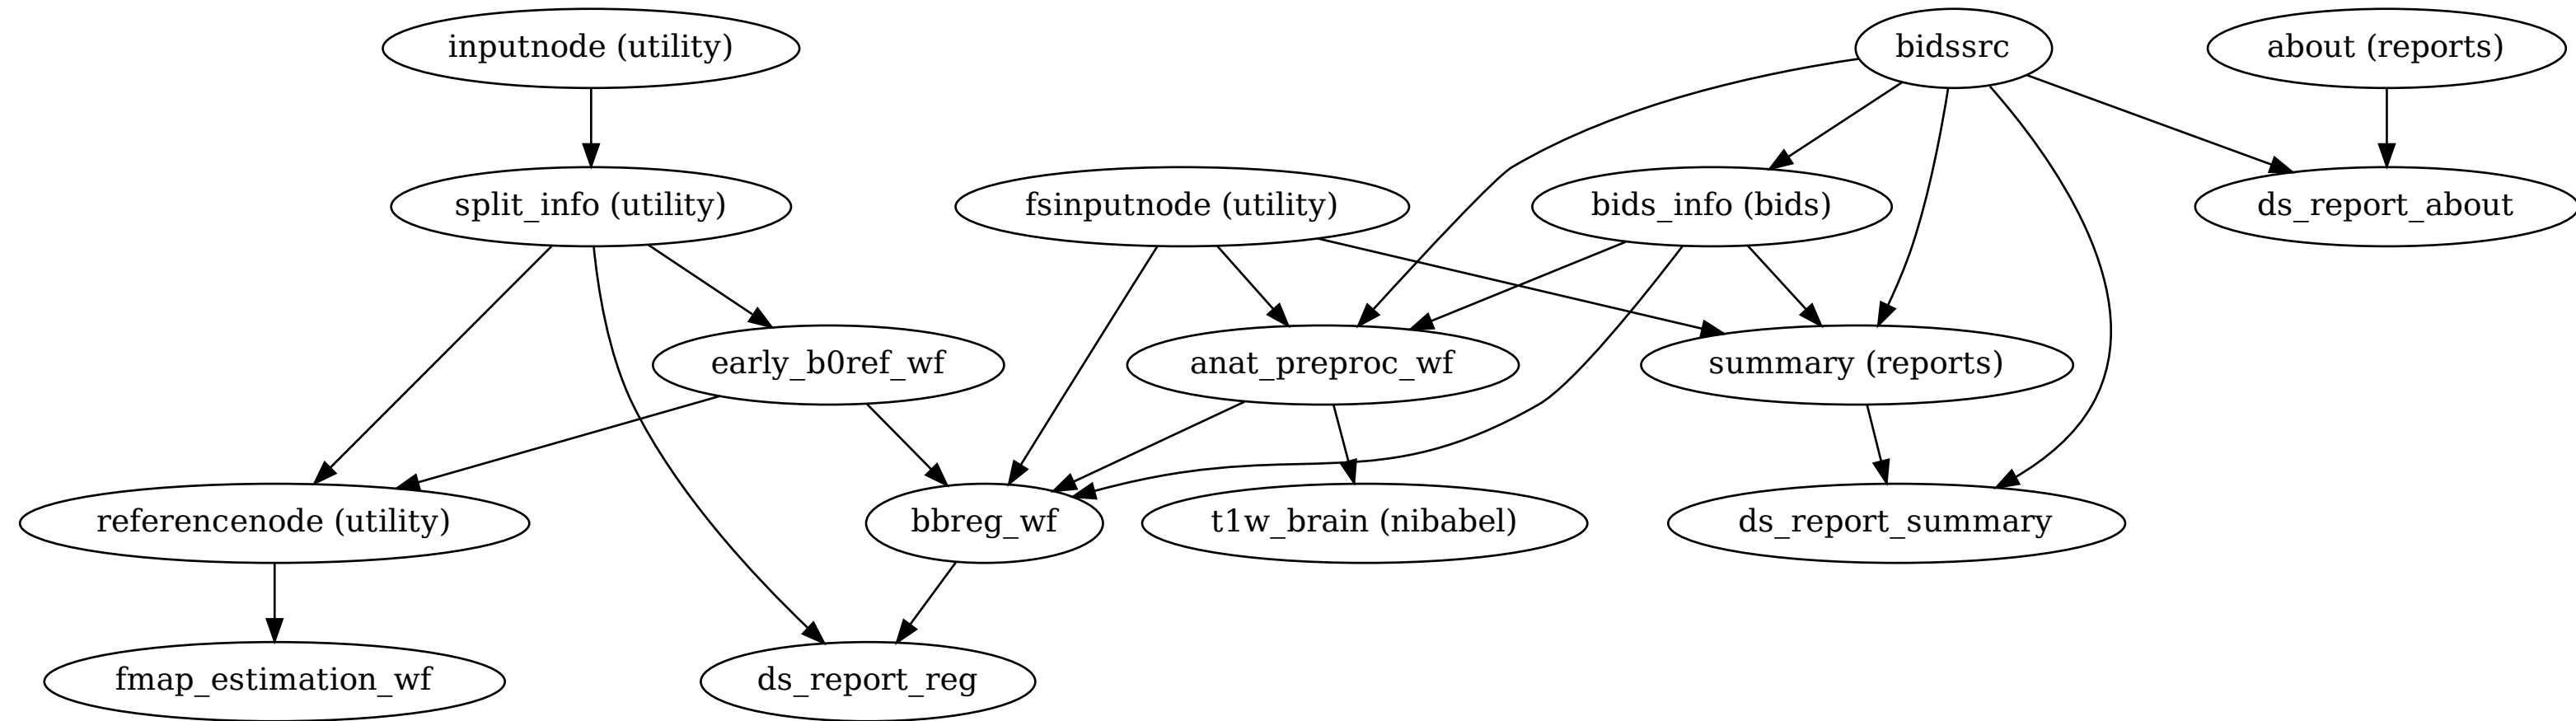 inputnode (utility)
bidssrc
about (reports)
split_info (utility)
fsinputnode (utility)
bids_info (bids)
ds_report_about
early_b0ref_wf
anat_preproc_wf
summary (reports)
referencenode (utility)
bbreg_wf
t1w_brain (nibabel)
ds_report_summary
fmap_estimation_wf
ds_report_reg